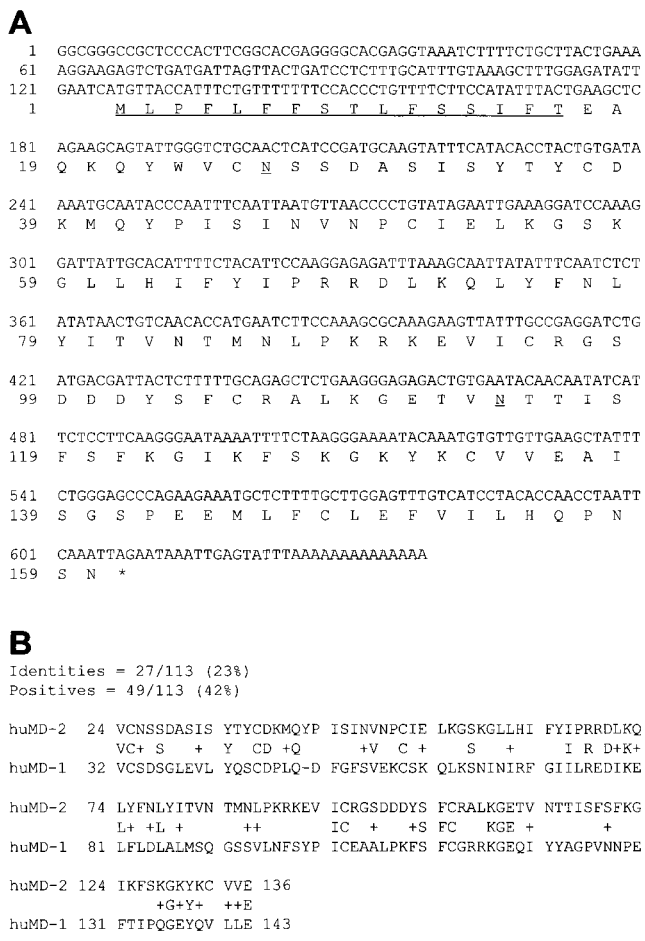 A
1 GGCGGGCCGCTCCCACTTCGGCACGAGGGGCACGAGGTAAATCTTTTCTGCTTACTGAAA
61 AGGAAGAGTCTGATGATTAGTTACTGATCCTCTTTGCATTTGTAAAGCTTTGGAGATATT
121 GAATCATGTTACCATTTCTGTTTTTTTCCACCCTGTTTTCTTCCATATTTACTGAAGCTC
1 M L P F L F F S T L F S S I F T E A
181 AGAAGCAGTATTGGGTCTGCAACTCATCCGATGCAAGTATTTCATACACCTACTGTGATA
19 Q K Q Y W V C N S S D A S I S Y T Y C D
241 AAATGCAATACCCAATTTCAATTAATGTTAACCCCTGTATAGAATTGAAAGGATCCAAAG
39 K M Q Y P I S I N V N P C I E L K G S K
301 GATTATTGCACATTTTCTACATTCCAAGGAGAGATTTAAAGCAATTATATTTCAATCTCT
59 G L L H I F Y I P R R D L K Q L Y F N L
361 ATATAACTGTCAACACCATGAATCTTCCAAAGCGCAAAGAAGTTATTTGCCGAGGATCTG
79 Y I T V N T M N L P K R K E V I C R G S
421 ATGACGATTACTCTTTTTGCAGAGCTCTGAAGGGAGAGACTGTGAATACAACAATATCAT
99 D D D Y S F C R A L K G E T V N T T I S
481 TCTCCTTCAAGGGAATAAAATTTTCTAAGGGAAAATACAAATGTGTTGTTGAAGCTATTT
119 F S F K G I K F S K G K Y K C V V E A I
541 CTGGGAGCCCAGAAGAAATGCTCTTTTGCTTGGAGTTTGTCATCCTACACCAACCTAATT
139 S G S P E E M L F C L E F V I L H Q P N
601 CAAATTAGAATAAATTGAGTATTTAAAAAAAAAAAAAAA
159 S N *
B
Identities = 27/113 (23%)
Positives = 49/113 (42%)
huMD-2 24 VCNSSDASIS YTYCDKMQYP ISINVNPCIE LKGSKGLLHI FYIPRRDLKQ
VC+ S + Y CD +Q +V C + S + I R D+K+
huMD-1 32 VCSDSGLEVL YQSCDPLQ-D FGFSVEKCSK QLKSNINIRF GIILREDIKE
huMD-2 74 LYFNLYITVN TMNLPKRKEV ICRGSDDDYS FCRALKGETV NTTISFSFKG
L+ +L + ++ IC + +S FC KGE + +
huMD-1 81 LFLDLALMSQ GSSVLNFSYP ICEAALPKFS FCGRRKGEQI YYAGPVNNPE
huMD-2 124 IKFSKGKYKC VVE 136
+G+Y+ ++E
huMD-1 131 FTIPQGEYQV LLE 143